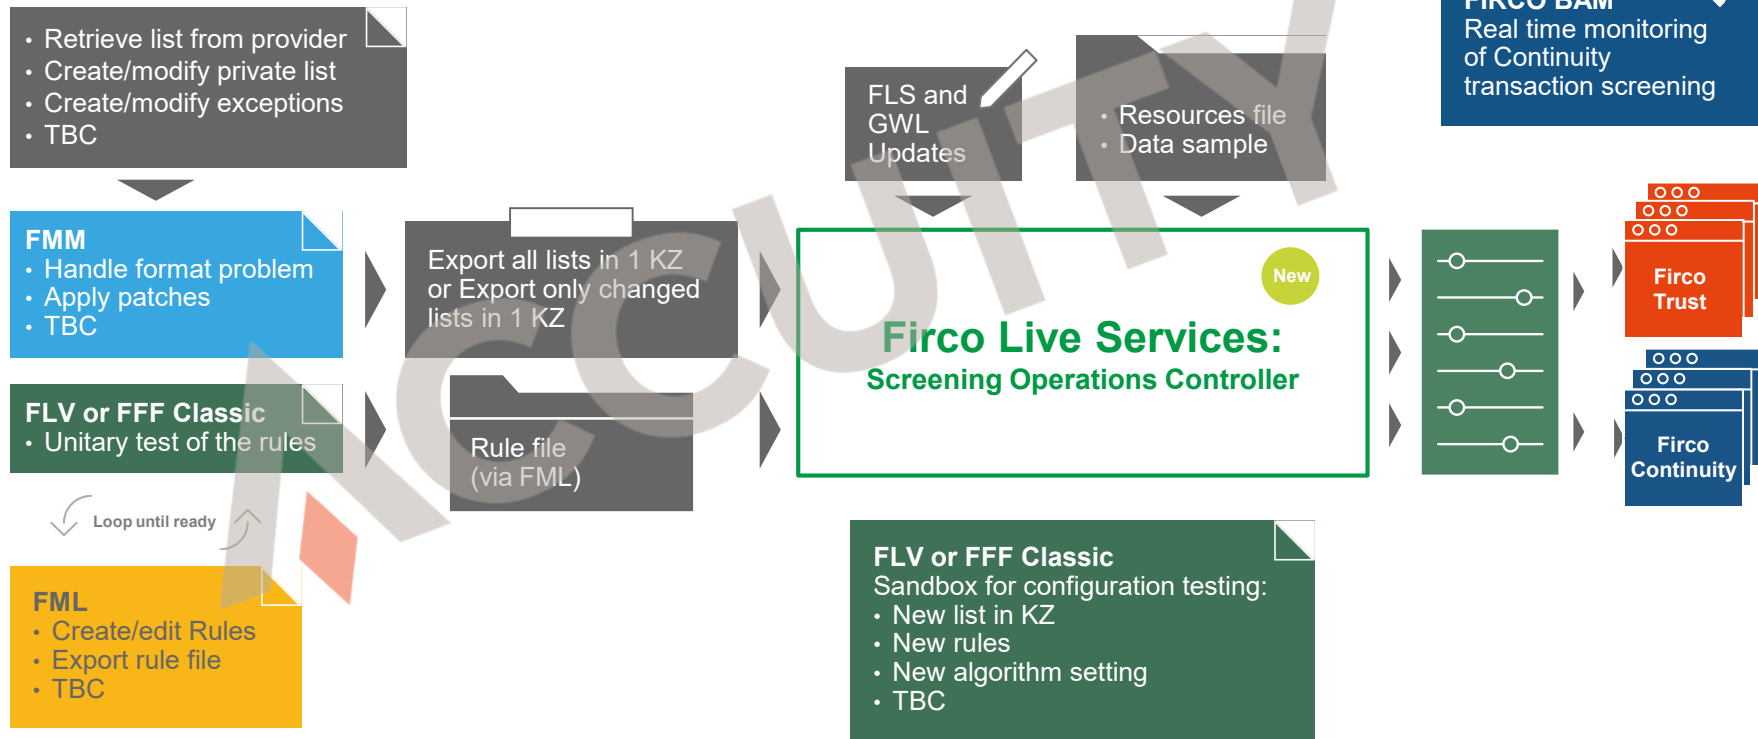 • Retrieve list from provider
• Create/modify private list
• Create/modify exceptions
• TBC
FMM
• Handle format problem
• Apply patches
• TBC
FLV or FFF Classic
• Unitary test of the rules
Loop until ready
FML
• Create/edit Rules
• Export rule file
• TBC
Export all lists in 1 KZ
or Export only changed
lists in 1 KZ
Rule file
(via FML)
FLS and
GWL
Updates
• Resources file
• Data sample
New
Firco Live Services:
Screening Operations Controller
FLV or FFF Classic
Sandbox for configuration testing:
• New list in KZ
• New rules
• New algorithm setting
• TBC
FIRCO BAM
Real time monitoring
of Continuity
transaction screening
Firco
Trust
Firco
Continuity
ACCUITY